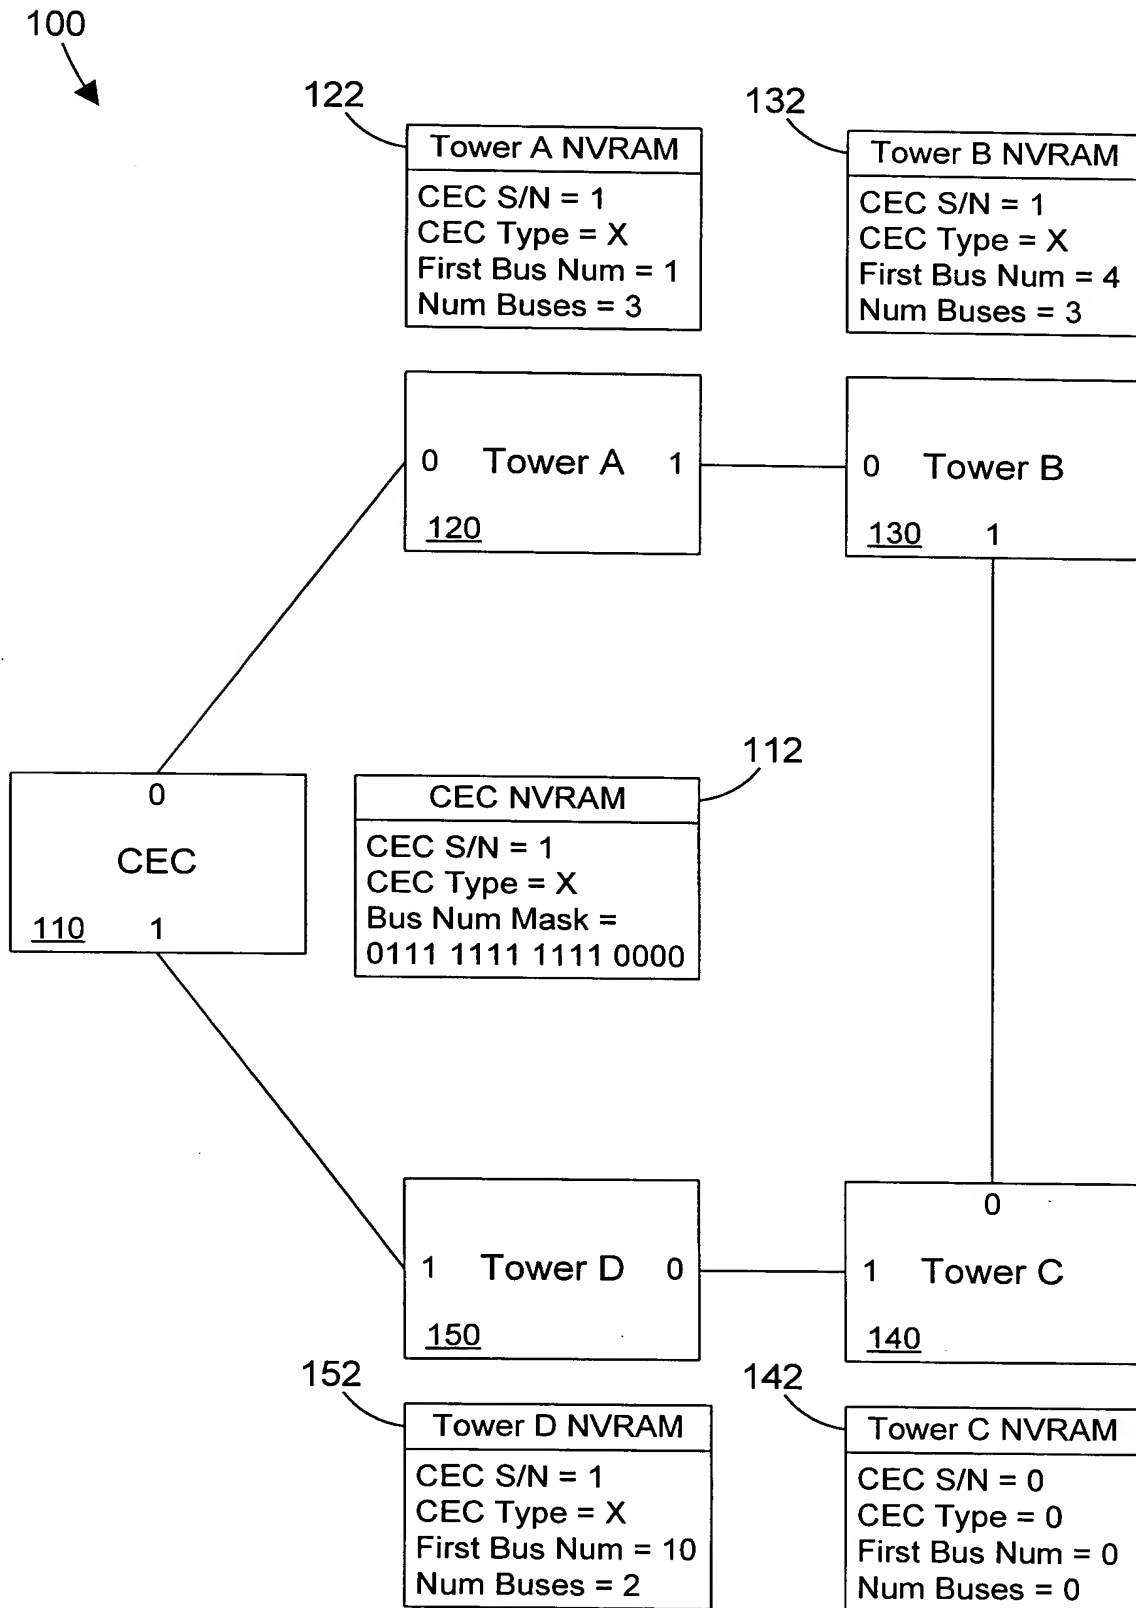 100
122
132
Tower A NVRAM
CEC S/N = 1
CEC Type = X
First Bus Num = 1
Num Buses = 3
Tower B NVRAM
CEC S/N = 1
CEC Type = X
First Bus Num = 4
Num Buses = 3
0 Tower A 1
120
0 Tower B
130 1
112
0
CEC
110 1
CEC NVRAM
CEC S/N = 1
CEC Type = X
Bus Num Mask =
0111 1111 1111 0000
1 Tower D 0
150
0
1 Tower C
140
152
142
Tower D NVRAM
CEC S/N = 1
CEC Type = X
First Bus Num = 10
Num Buses = 2
Tower C NVRAM
CEC S/N = 0
CEC Type = 0
First Bus Num = 0
Num Buses = 0